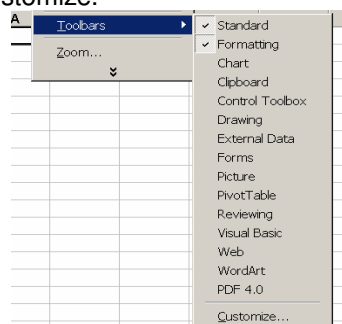 stomize.
A
Toolbars
Zoom...
Standard
Formatting
Chart
Clipboard
Control Toolbox
Drawing
External Data
Forms
Picture
PivotTable
Reviewing
Visual Basic
Web
WordArt
PDF 4.0
Customize...